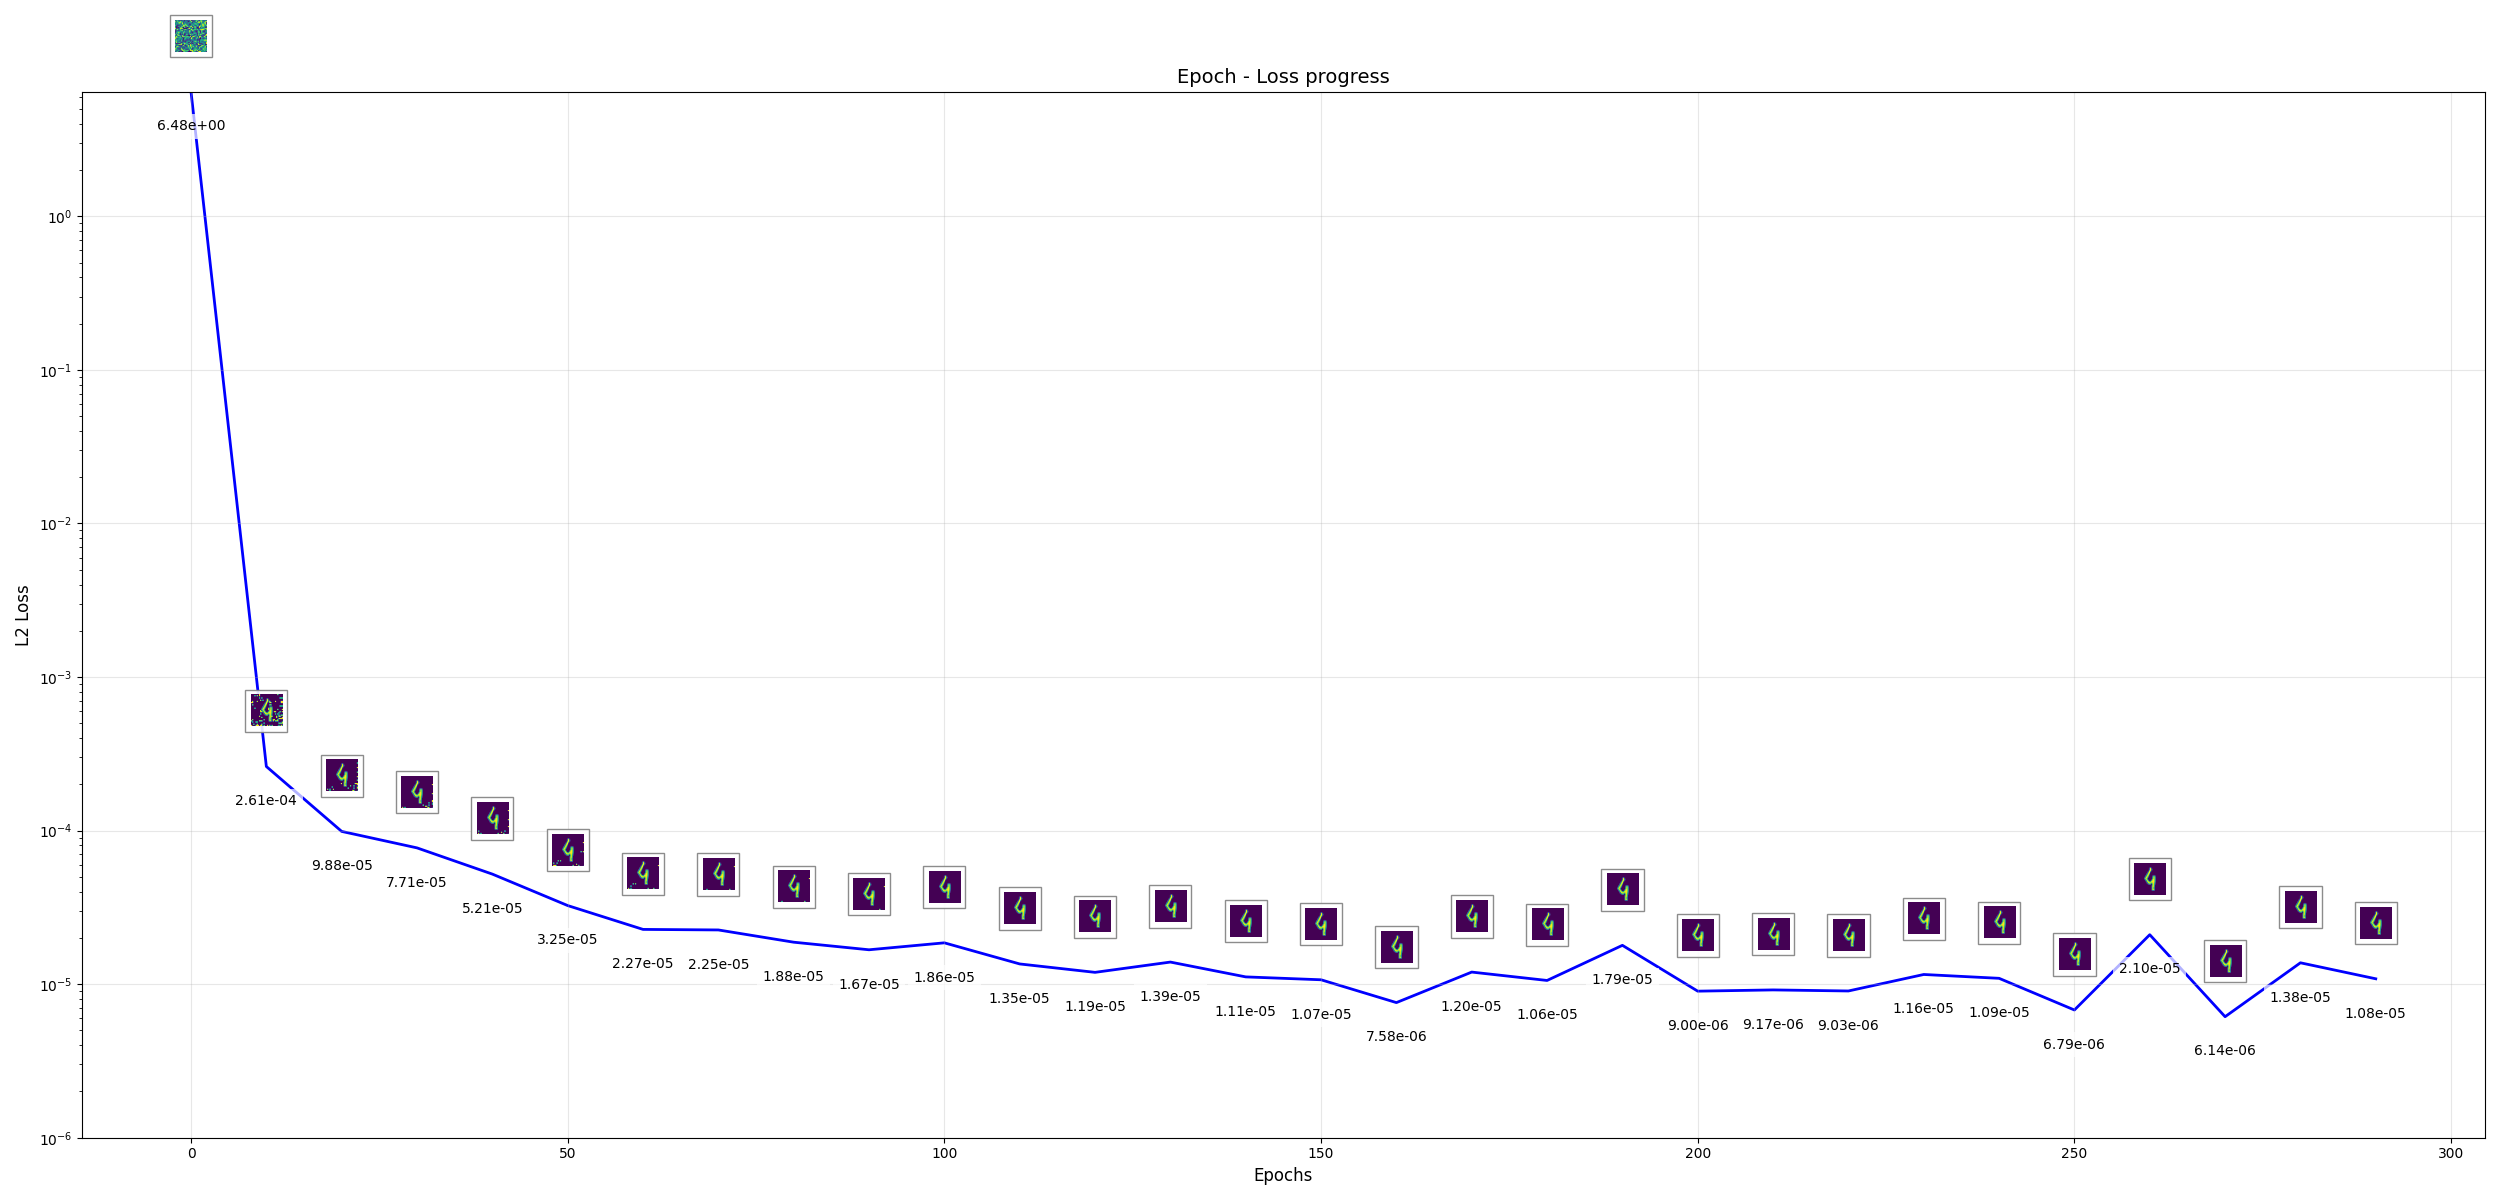 Epoch - Loss progress
L2 Loss
10⁰
10⁻¹
10⁻²
10⁻³
10⁻⁴
10⁻⁵
10⁻⁶
6.48e+00
2.61e-04
9.88e-05
7.71e-05
5.21e-05
3.25e-05
2.27e-05
2.25e-05
1.88e-05
1.67e-05
1.86e-05
1.35e-05
1.19e-05
1.39e-05
1.11e-05
1.07e-05
7.58e-06
1.20e-05
1.06e-05
1.79e-05
9.00e-06
9.17e-06
9.03e-06
1.16e-05
1.09e-05
6.79e-06
2.10e-05
6.14e-06
1.38e-05
1.08e-05
0 50 100 150 200 250 300
Epochs